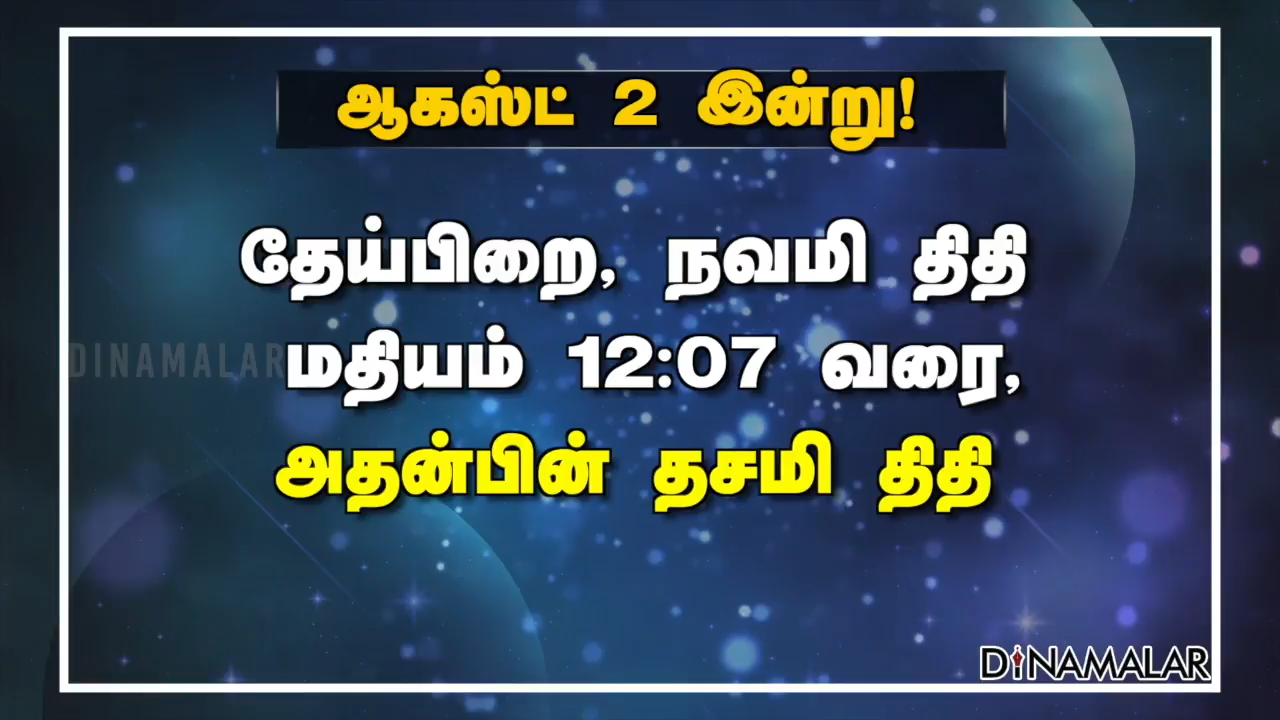 ஆகஸ்ட் 2 இன்று!
தேய்பிறை, நவமி திதி
மதியம் 12:07 வரை,
அதன்பின் தசமி திதி
DINAMALAR
DINAMALAR